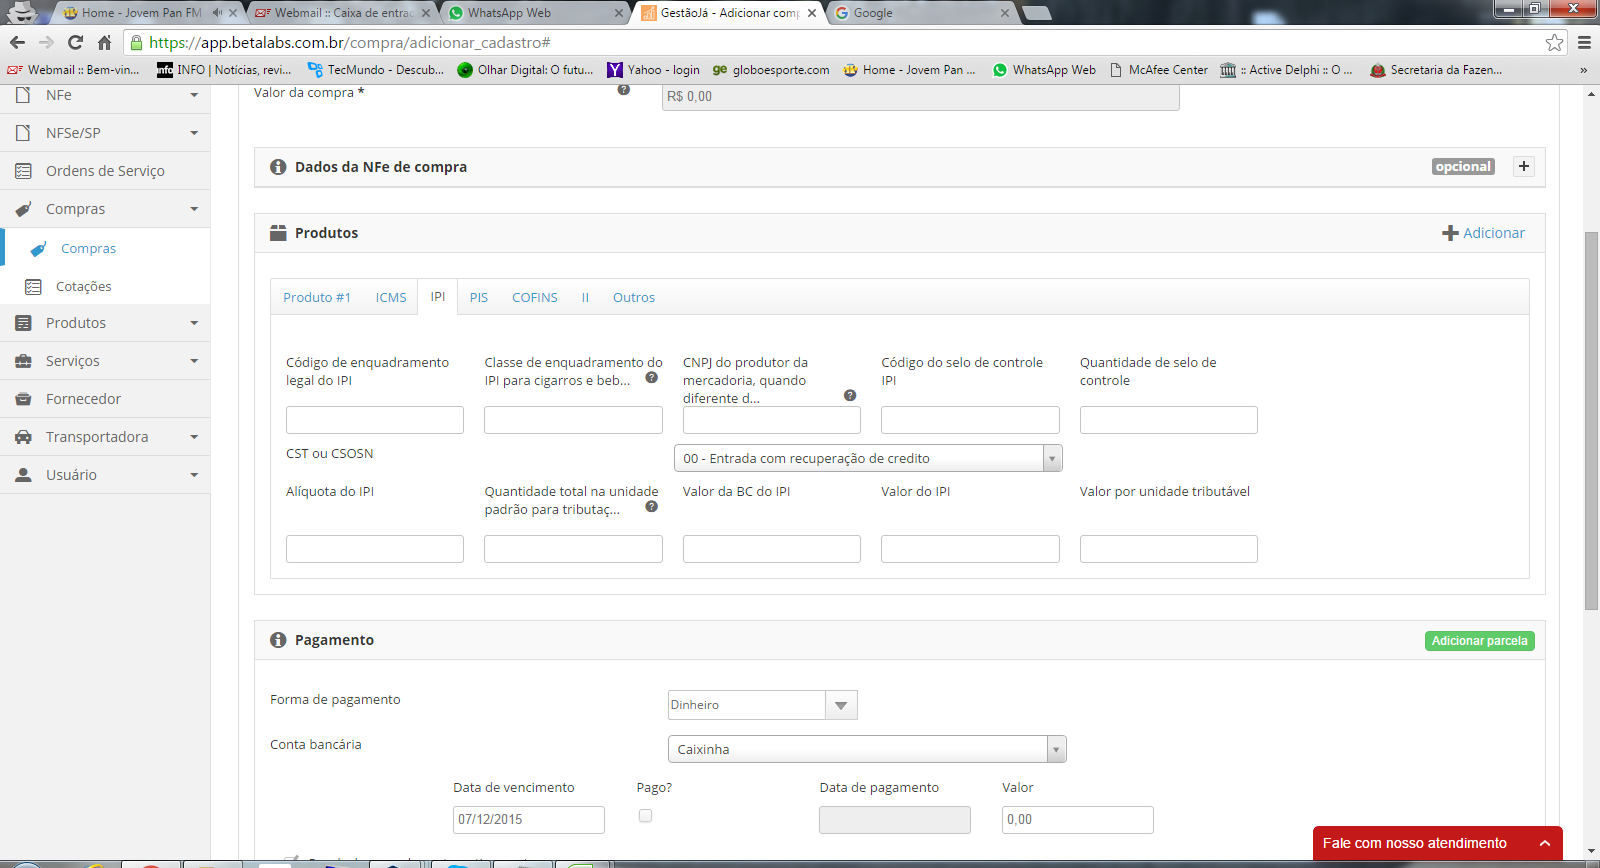 Home - Jovem Pan FM
Webmail :: Caixa de entrac
WhatsApp Web
GestãoJá - Adicionar comp
Google
https://app.betalabs.com.br/compra/adicionar_cadastro#
Webmail :: Bem-vin...
INFO | Notícias, revi...
TecMundo - Descub...
Olhar Digital: O futu...
Yahoo - login
globoesporte.com
Home - Jovem Pan ...
WhatsApp Web
McAfee Center
:: Active Delphi :: O ...
Secretaria da Fazen...
»
NFe
NFSe/SP
Ordens de Serviço
Compras
Compras
Cotações
Produtos
Serviços
Fornecedor
Transportadora
Usuário
Valor da compra *
R$ 0,00
Dados da NFe de compra
opcional
Produtos
Adicionar
Produto #1 ICMS IPI PIS COFINS II Outros
Código de enquadramento
legal do IPI
Classe de enquadramento do
IPI para cigarros e beb...
CNPJ do produtor da
mercadoria, quando
diferente d...
Código do selo de controle
IPI
Quantidade de selo de
controle
CST ou CSOSN
00 - Entrada com recuperação de credito
Alíquota do IPI
Quantidade total na unidade
padrão para tributaç...
Valor da BC do IPI
Valor do IPI
Valor por unidade tributável
Pagamento
Adicionar parcela
Forma de pagamento
Dinheiro
Conta bancária
Caixinha
Data de vencimento
Pago?
Data de pagamento
Valor
07/12/2015
0,00
Fale com nosso atendimento